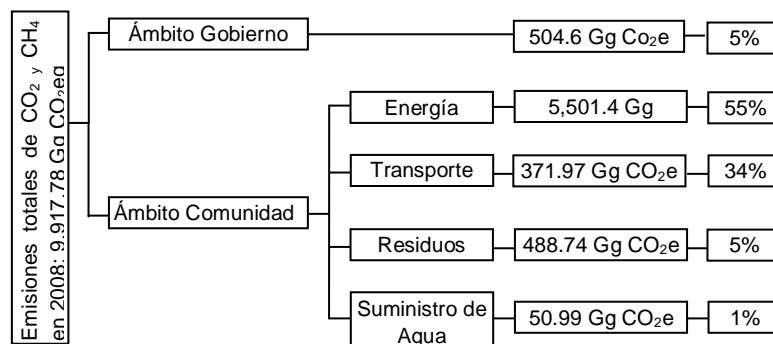 Emisiones totales de CO₂ y CH₄
en 2008: 9.917.78 Gg CO₂eq
Ámbito Gobierno
504.6 Gg Co₂e
5%
Energía
5,501.4 Gg
55%
Transporte
371.97 Gg CO₂e
34%
Ámbito Comunidad
Residuos
488.74 Gg CO₂e
5%
Suministro de
Agua
50.99 Gg CO₂e
1%